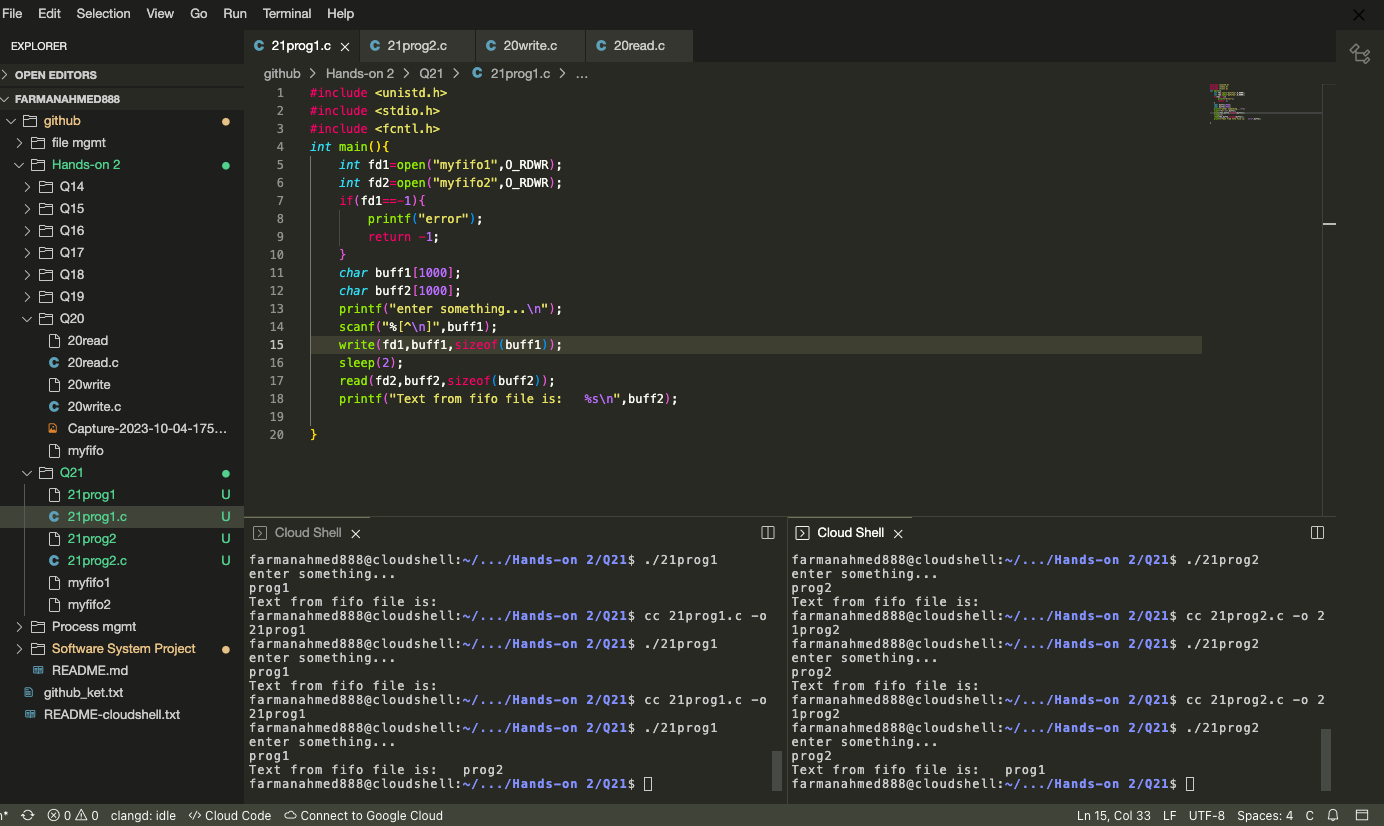 File Edit Selection View Go Run Terminal Help
EXPLORER
OPEN EDITORS
FARMANAHMED888
github
file mgmt
Hands-on 2
Q14
Q15
Q16
Q17
Q18
Q19
Q20
20read
20read.c
20write
20write.c
Capture-2023-10-04-175...
myfifo
Q21
21prog1 U
21prog1.c U
21prog2 U
21prog2.c U
myfifo1
myfifo2
Process mgmt
Software System Project
README.md
github_ket.txt
README-cloudshell.txt
C 21prog1.c C 21prog2.c C 20write.c C 20read.c
github > Hands-on 2 > Q21 > C 21prog1.c > ...
1 #include <unistd.h>
2 #include <stdio.h>
3 #include <fcntl.h>
4 int main(){
5 int fd1=open("myfifo1",O_RDWR);
6 int fd2=open("myfifo2",O_RDWR);
7 if(fd1==-1){
8 printf("error");
9 return -1;
10 }
11 char buff1[1000];
12 char buff2[1000];
13 printf("enter something...\n");
14 scanf("%[^\n]",buff1);
15 write(fd1,buff1,sizeof(buff1));
16 sleep(2);
17 read(fd2,buff2,sizeof(buff2));
18 printf("Text from fifo file is:   %s\n",buff2);
19
20 }
Cloud Shell
farmanahmed888@cloudshell:~/.../Hands-on 2/Q21$ ./21prog1
enter something...
prog1
Text from fifo file is:
farmanahmed888@cloudshell:~/.../Hands-on 2/Q21$ cc 21prog1.c -o
21prog1
farmanahmed888@cloudshell:~/.../Hands-on 2/Q21$ ./21prog1
enter something...
prog1
Text from fifo file is:
farmanahmed888@cloudshell:~/.../Hands-on 2/Q21$ cc 21prog1.c -o
21prog1
farmanahmed888@cloudshell:~/.../Hands-on 2/Q21$ ./21prog1
enter something...
prog1
Text from fifo file is:   prog2
farmanahmed888@cloudshell:~/.../Hands-on 2/Q21$
Cloud Shell
farmanahmed888@cloudshell:~/.../Hands-on 2/Q21$ ./21prog2
enter something...
prog2
Text from fifo file is:
farmanahmed888@cloudshell:~/.../Hands-on 2/Q21$ cc 21prog2.c -o 2
1prog2
farmanahmed888@cloudshell:~/.../Hands-on 2/Q21$ ./21prog2
enter something...
prog2
Text from fifo file is:
farmanahmed888@cloudshell:~/.../Hands-on 2/Q21$ cc 21prog2.c -o 2
1prog2
farmanahmed888@cloudshell:~/.../Hands-on 2/Q21$ ./21prog2
enter something...
prog2
Text from fifo file is:   prog1
farmanahmed888@cloudshell:~/.../Hands-on 2/Q21$
0 0 clangd: idle Cloud Code Connect to Google Cloud Ln 15, Col 33 LF UTF-8 Spaces: 4 C